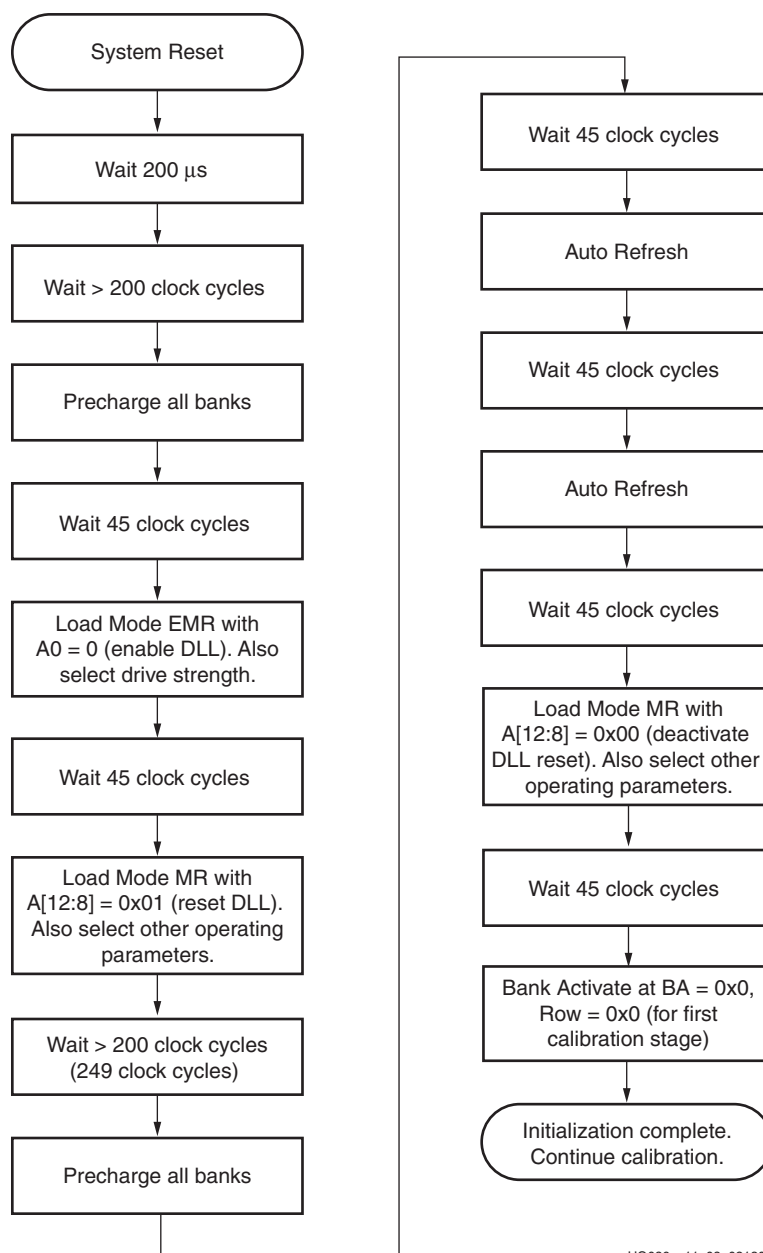 System Reset
Wait 200 μs
Wait > 200 clock cycles
Precharge all banks
Wait 45 clock cycles
Load Mode EMR with
A0 = 0 (enable DLL). Also
select drive strength.
Wait 45 clock cycles
Load Mode MR with
A[12:8] = 0x01 (reset DLL).
Also select other operating
parameters.
Wait > 200 clock cycles
(249 clock cycles)
Precharge all banks
Wait 45 clock cycles
Auto Refresh
Wait 45 clock cycles
Auto Refresh
Wait 45 clock cycles
Load Mode MR with
A[12:8] = 0x00 (deactivate
DLL reset). Also select other
operating parameters.
Wait 45 clock cycles
Bank Activate at BA = 0x0,
Row = 0x0 (for first
calibration stage)
Initialization complete.
Continue calibration.